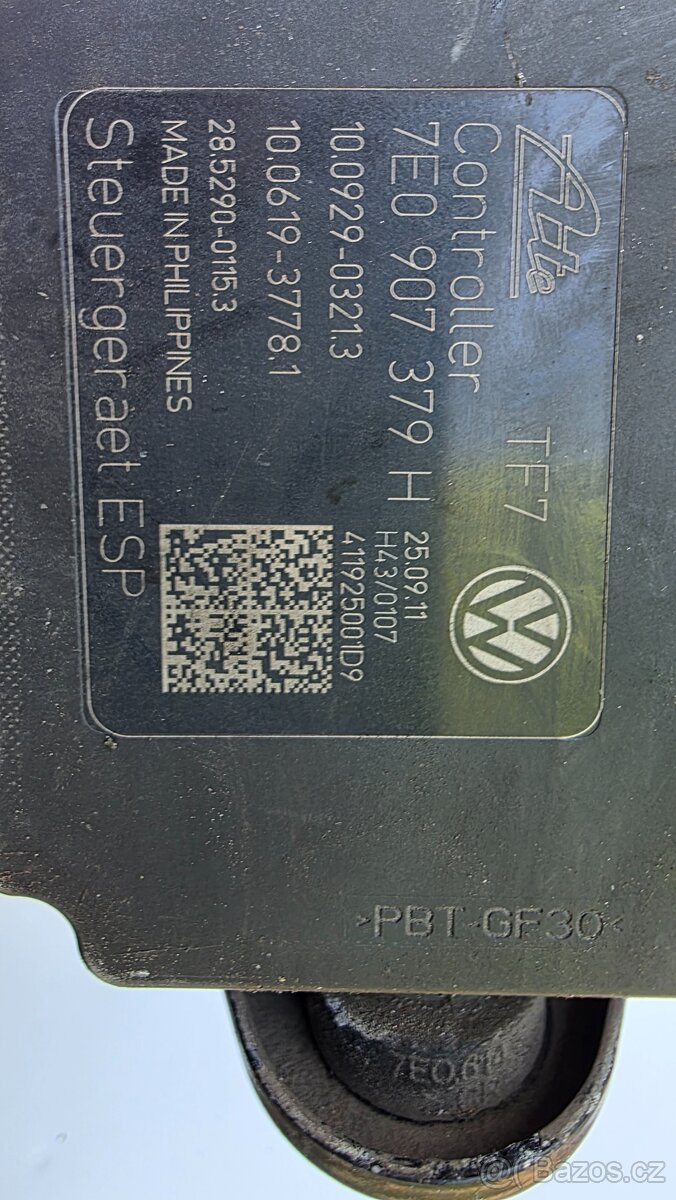 Ate
TF7
Controller
7E0 907 379 H
10.0929-0321.3
10.0619-3778.1
28.5290-0115.3
MADE IN PHILIPPINES
Steuergeraet ESP
25.09.11
H43/0107
411925001D9
>PBT-GF30<
7E0.614
Bazos.cz